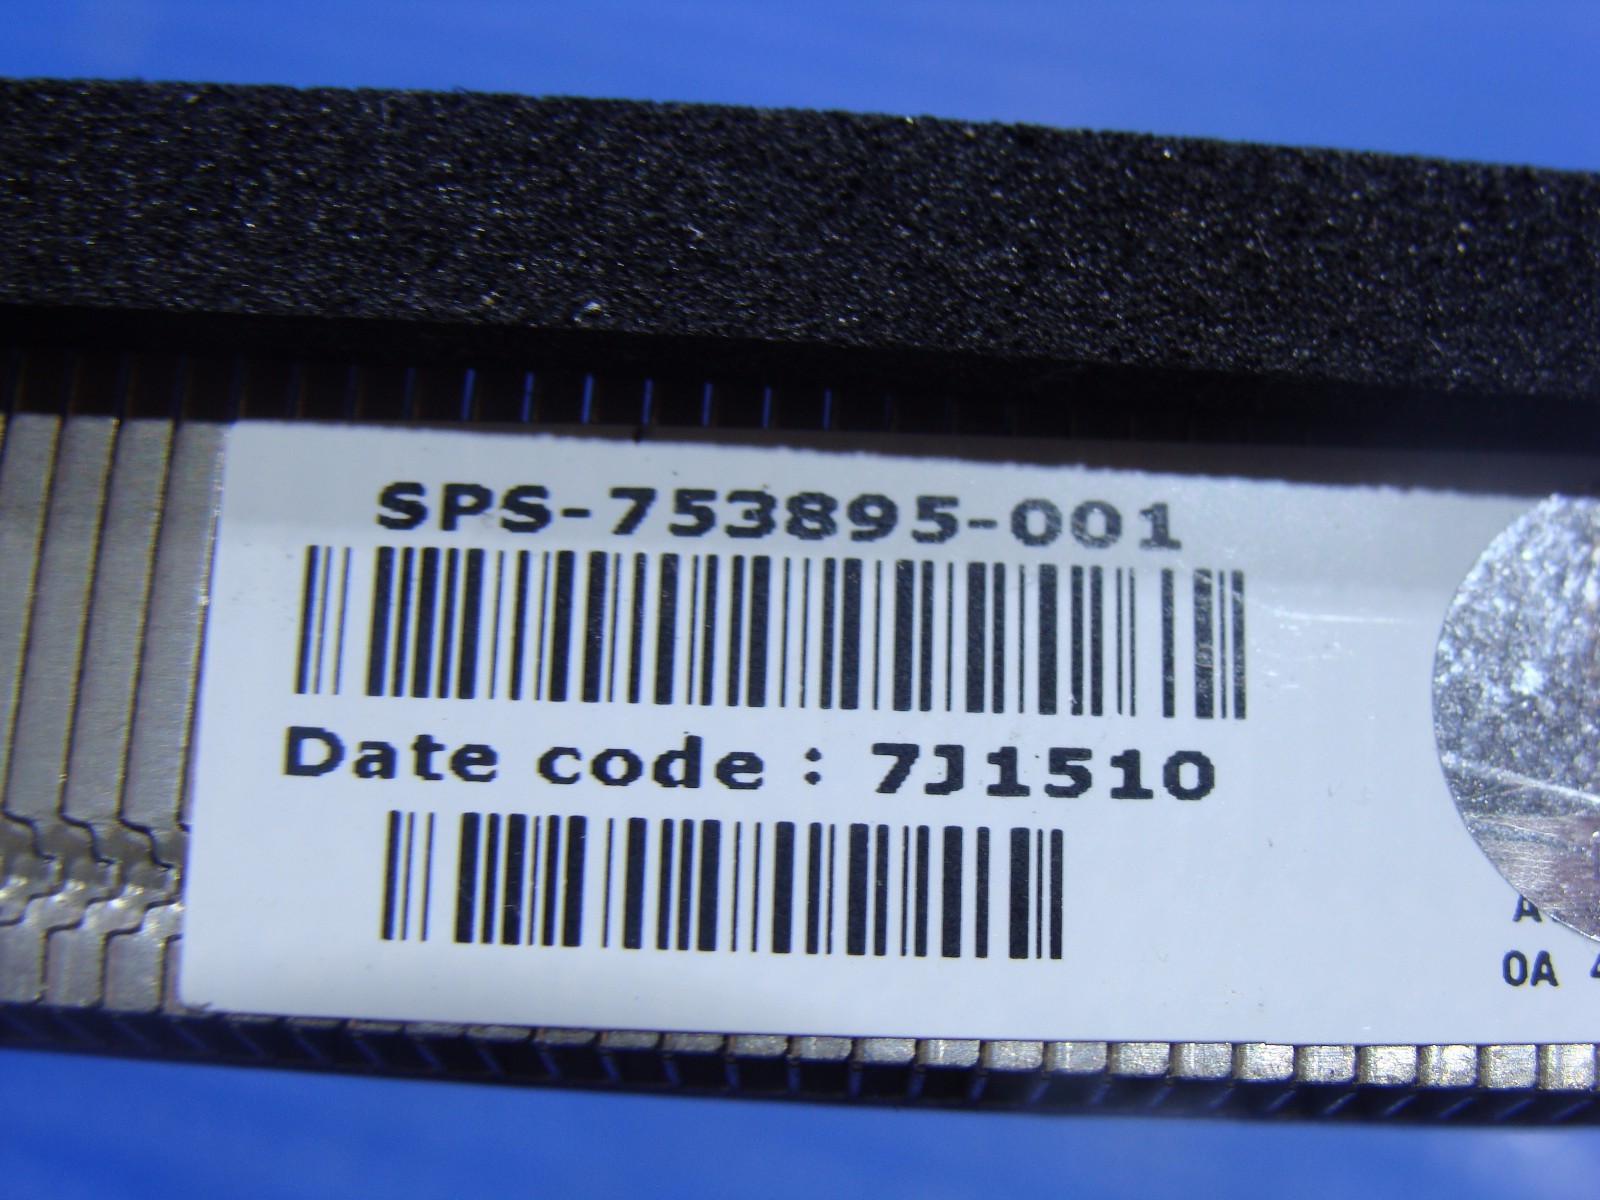 SPS-753895-001
Date code : 7J1510
A
0A